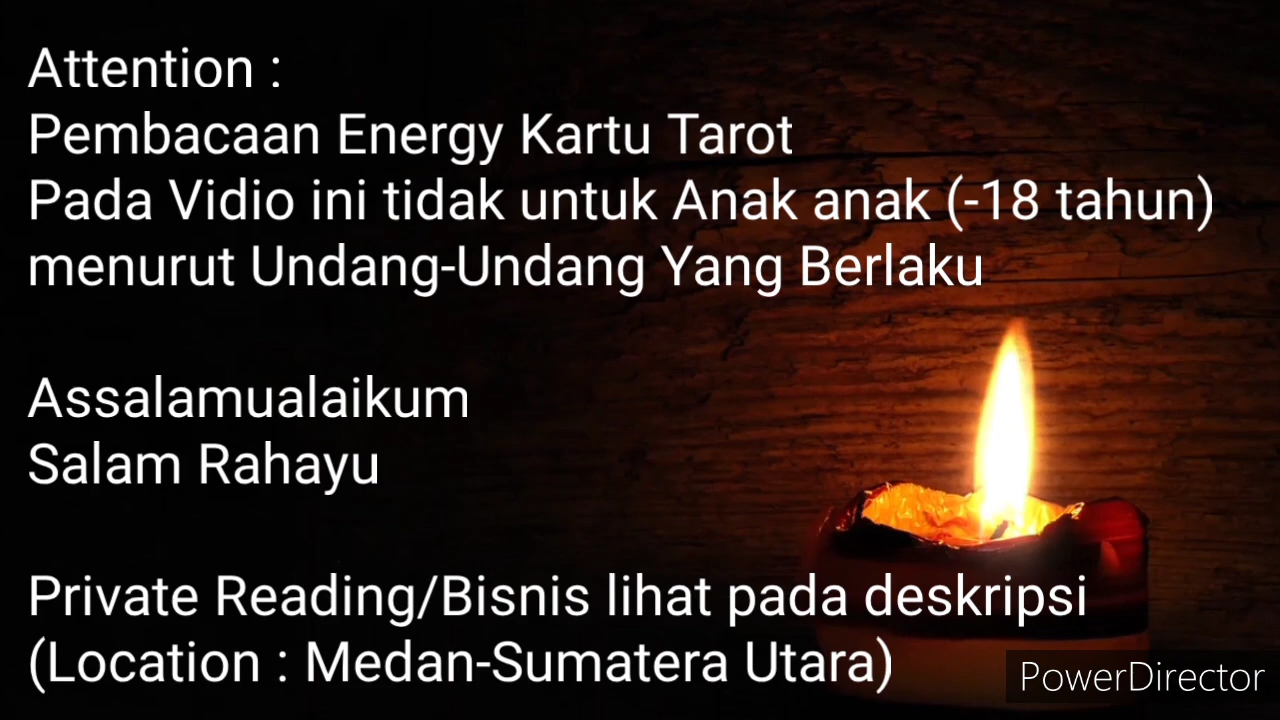 Attention :
Pembacaan Energy Kartu Tarot
Pada Vidio ini tidak untuk Anak anak (-18 tahun)
menurut Undang-Undang Yang Berlaku
Assalamualaikum
Salam Rahayu
Private Reading/Bisnis lihat pada deskripsi
(Location : Medan-Sumatera Utara)
PowerDirector